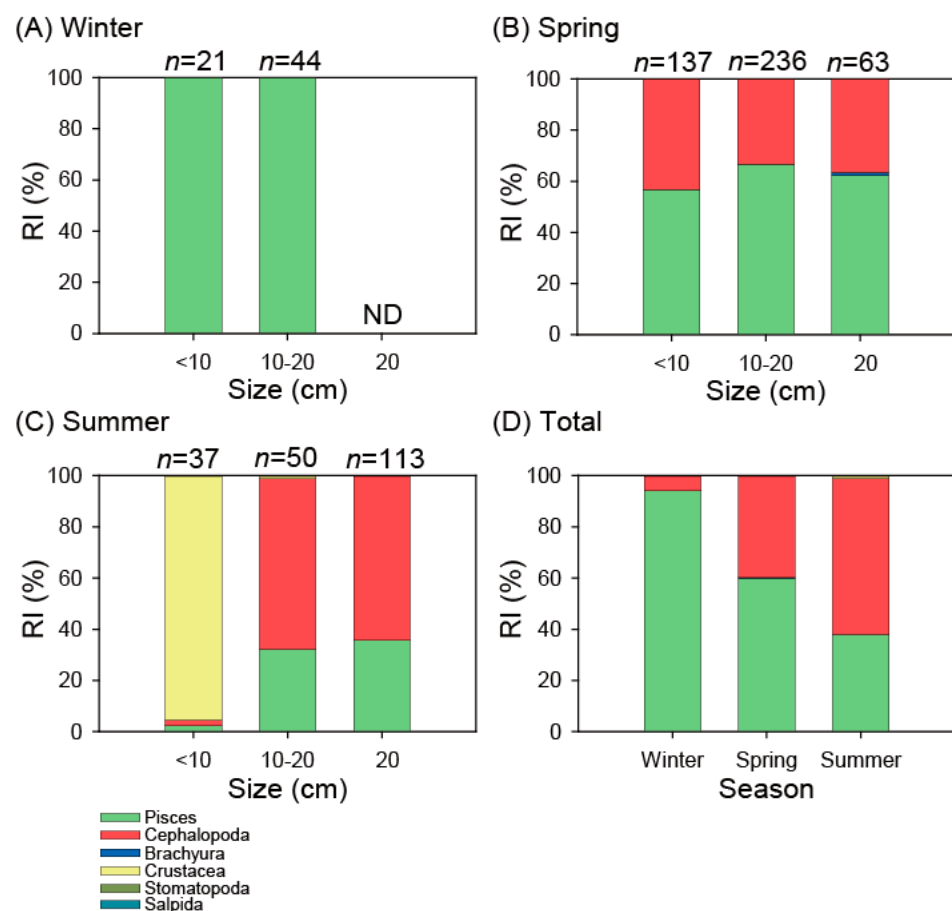 (A) Winter
n=21 n=44
100
80
60
40
20
0
RI (%)
ND
<10 10-20 20
Size (cm)
(B) Spring
n=137 n=236 n=63
100
80
60
40
20
0
RI (%)
<10 10-20 20
Size (cm)
(C) Summer
n=37 n=50 n=113
100
80
60
40
20
0
RI (%)
<10 10-20 20
Size (cm)
(D) Total
100
80
60
40
20
0
RI (%)
Winter Spring Summer
Season
Pisces
Cephalopoda
Brachyura
Crustacea
Stomatopoda
Salpida